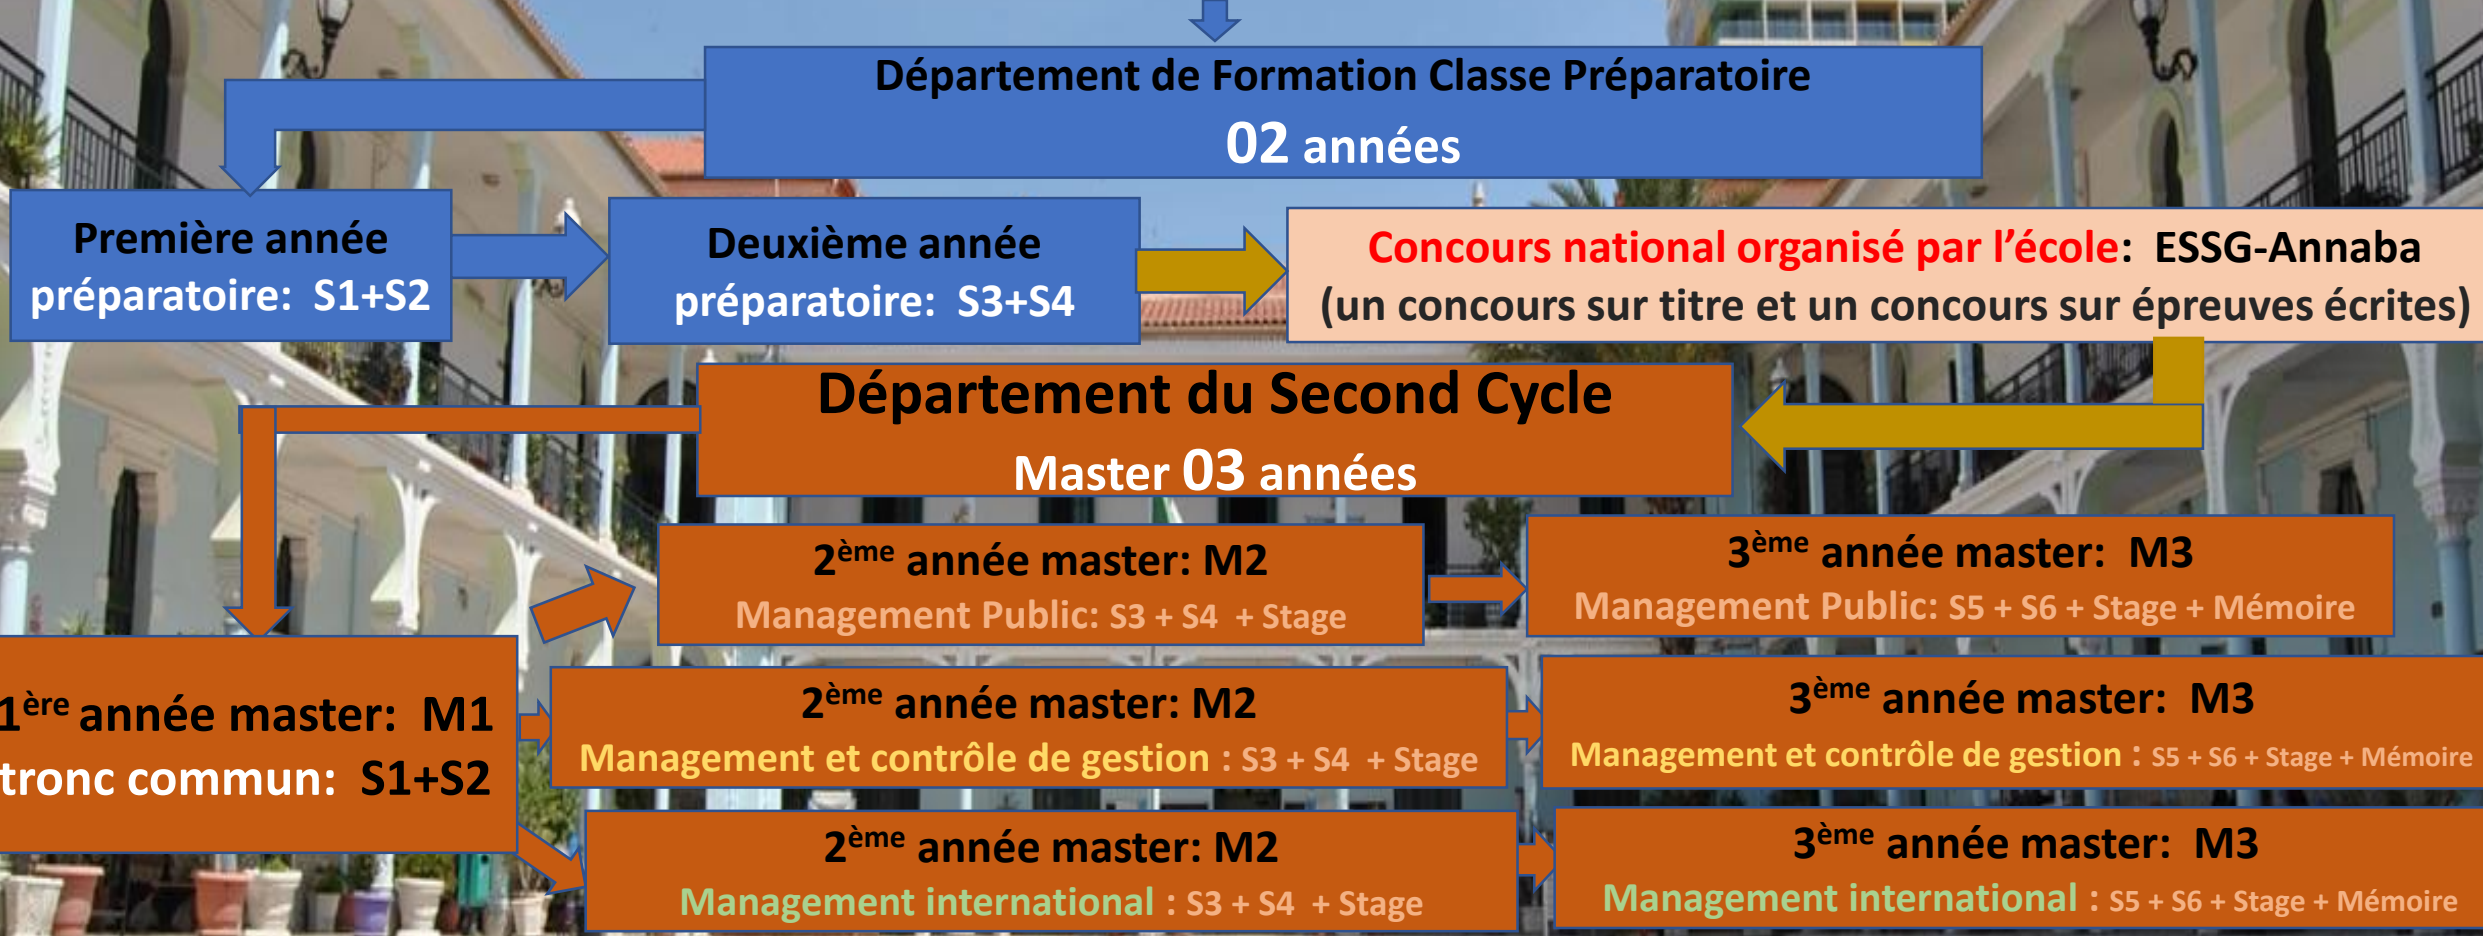 Département de Formation Classe Préparatoire
02 années
Première année
préparatoire: S1+S2
Deuxième année
préparatoire: S3+S4
Concours national organisé par l'école: ESSG-Annaba
(un concours sur titre et un concours sur épreuves écrites)
Département du Second Cycle
Master 03 années
2ème année master: M2
Management Public: S3 + S4 + Stage
3ème année master: M3
Management Public: S5 + S6 + Stage + Mémoire
1ère année master: M1
tronc commun: S1+S2
2ème année master: M2
Management et contrôle de gestion : S3 + S4 + Stage
3ème année master: M3
Management et contrôle de gestion : S5 + S6 + Stage + Mémoire
2ème année master: M2
Management international : S3 + S4 + Stage
3ème année master: M3
Management international : S5 + S6 + Stage + Mémoire